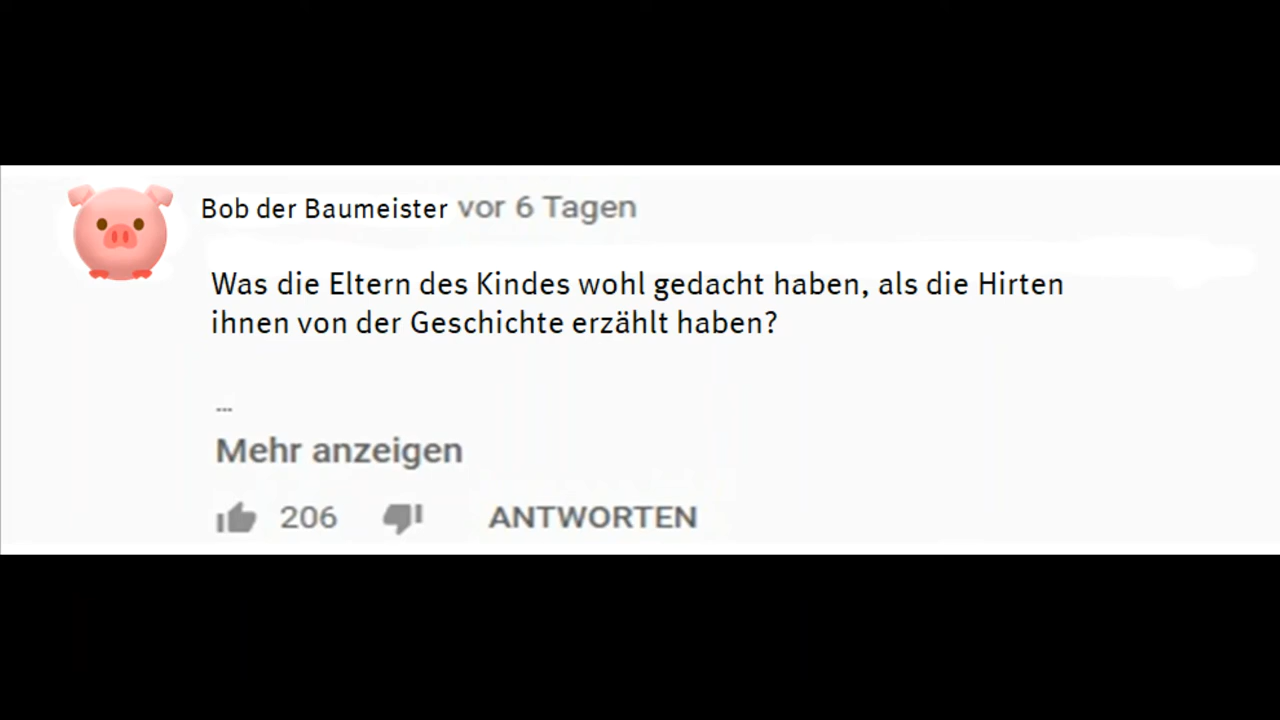 Bob der Baumeister vor 6 Tagen
Was die Eltern des Kindes wohl gedacht haben, als die Hirten
ihnen von der Geschichte erzählt haben?
...
Mehr anzeigen
206 ANTWORTEN